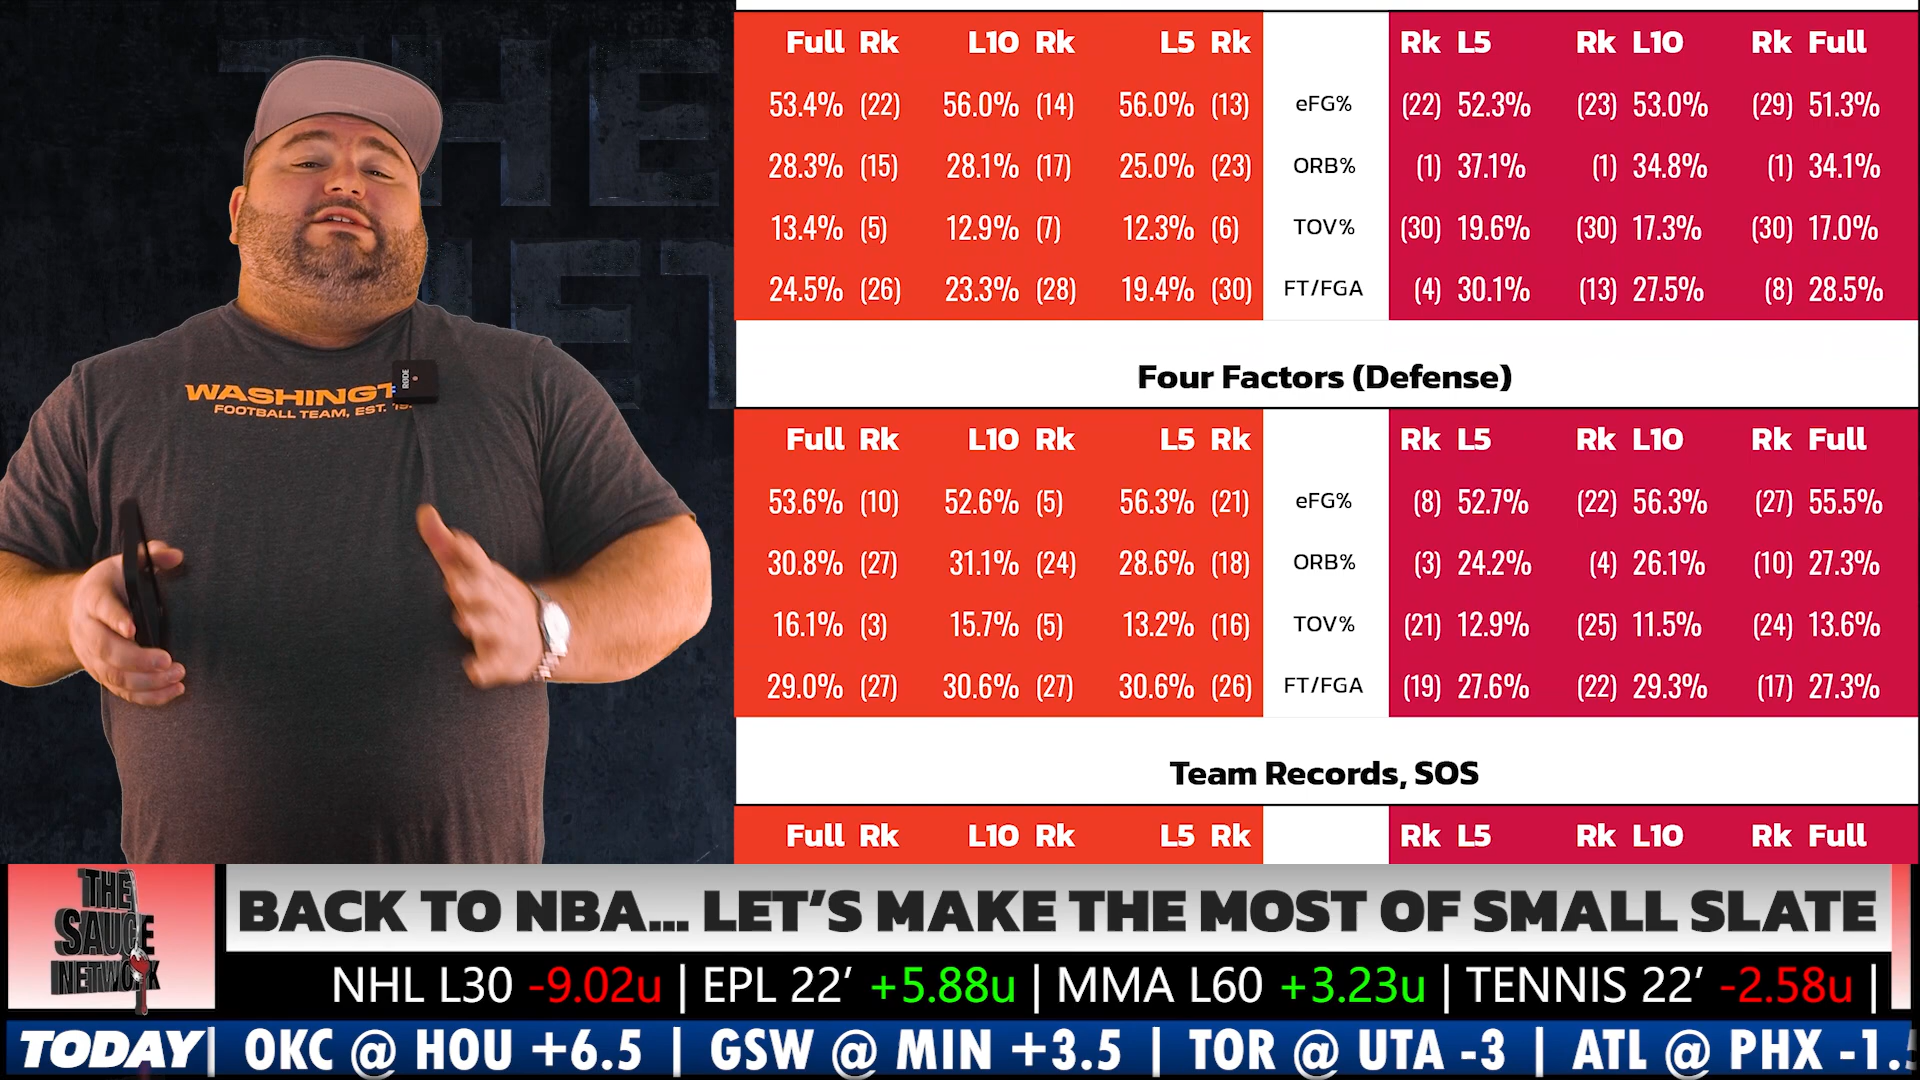 Full Rk L10 Rk L5 Rk Rk L5 Rk L10 Rk Full
53.4% (22) 56.0% (14) 56.0% (13) eFG% (22) 52.3% (23) 53.0% (29) 51.3%
28.3% (15) 28.1% (17) 25.0% (23) ORB% (1) 37.1% (1) 34.8% (1) 34.1%
13.4% (5) 12.9% (7) 12.3% (6) TOV% (30) 19.6% (30) 17.3% (30) 17.0%
24.5% (26) 23.3% (28) 19.4% (30) FT/FGA (4) 30.1% (13) 27.5% (8) 28.5%
Four Factors (Defense)
Full Rk L10 Rk L5 Rk Rk L5 Rk L10 Rk Full
53.6% (10) 52.6% (5) 56.3% (21) eFG% (8) 52.7% (22) 56.3% (27) 55.5%
30.8% (27) 31.1% (24) 28.6% (18) ORB% (3) 24.2% (4) 26.1% (10) 27.3%
16.1% (3) 15.7% (5) 13.2% (16) TOV% (21) 12.9% (25) 11.5% (24) 13.6%
29.0% (27) 30.6% (27) 30.6% (26) FT/FGA (19) 27.6% (22) 29.3% (17) 27.3%
Team Records, SOS
Full Rk L10 Rk L5 Rk Rk L5 Rk L10 Rk Full
WASHINGT
FOOTBALL TEAM, EST.
RØDE
THE
SAUCE
NETWORK
BACK TO NBA... LET'S MAKE THE MOST OF SMALL SLATE
NHL L30 -9.02u | EPL 22' +5.88u | MMA L60 +3.23u | TENNIS 22' -2.58u |
TODAY | OKC @ HOU +6.5 | GSW @ MIN +3.5 | TOR @ UTA -3 | ATL @ PHX -1.5